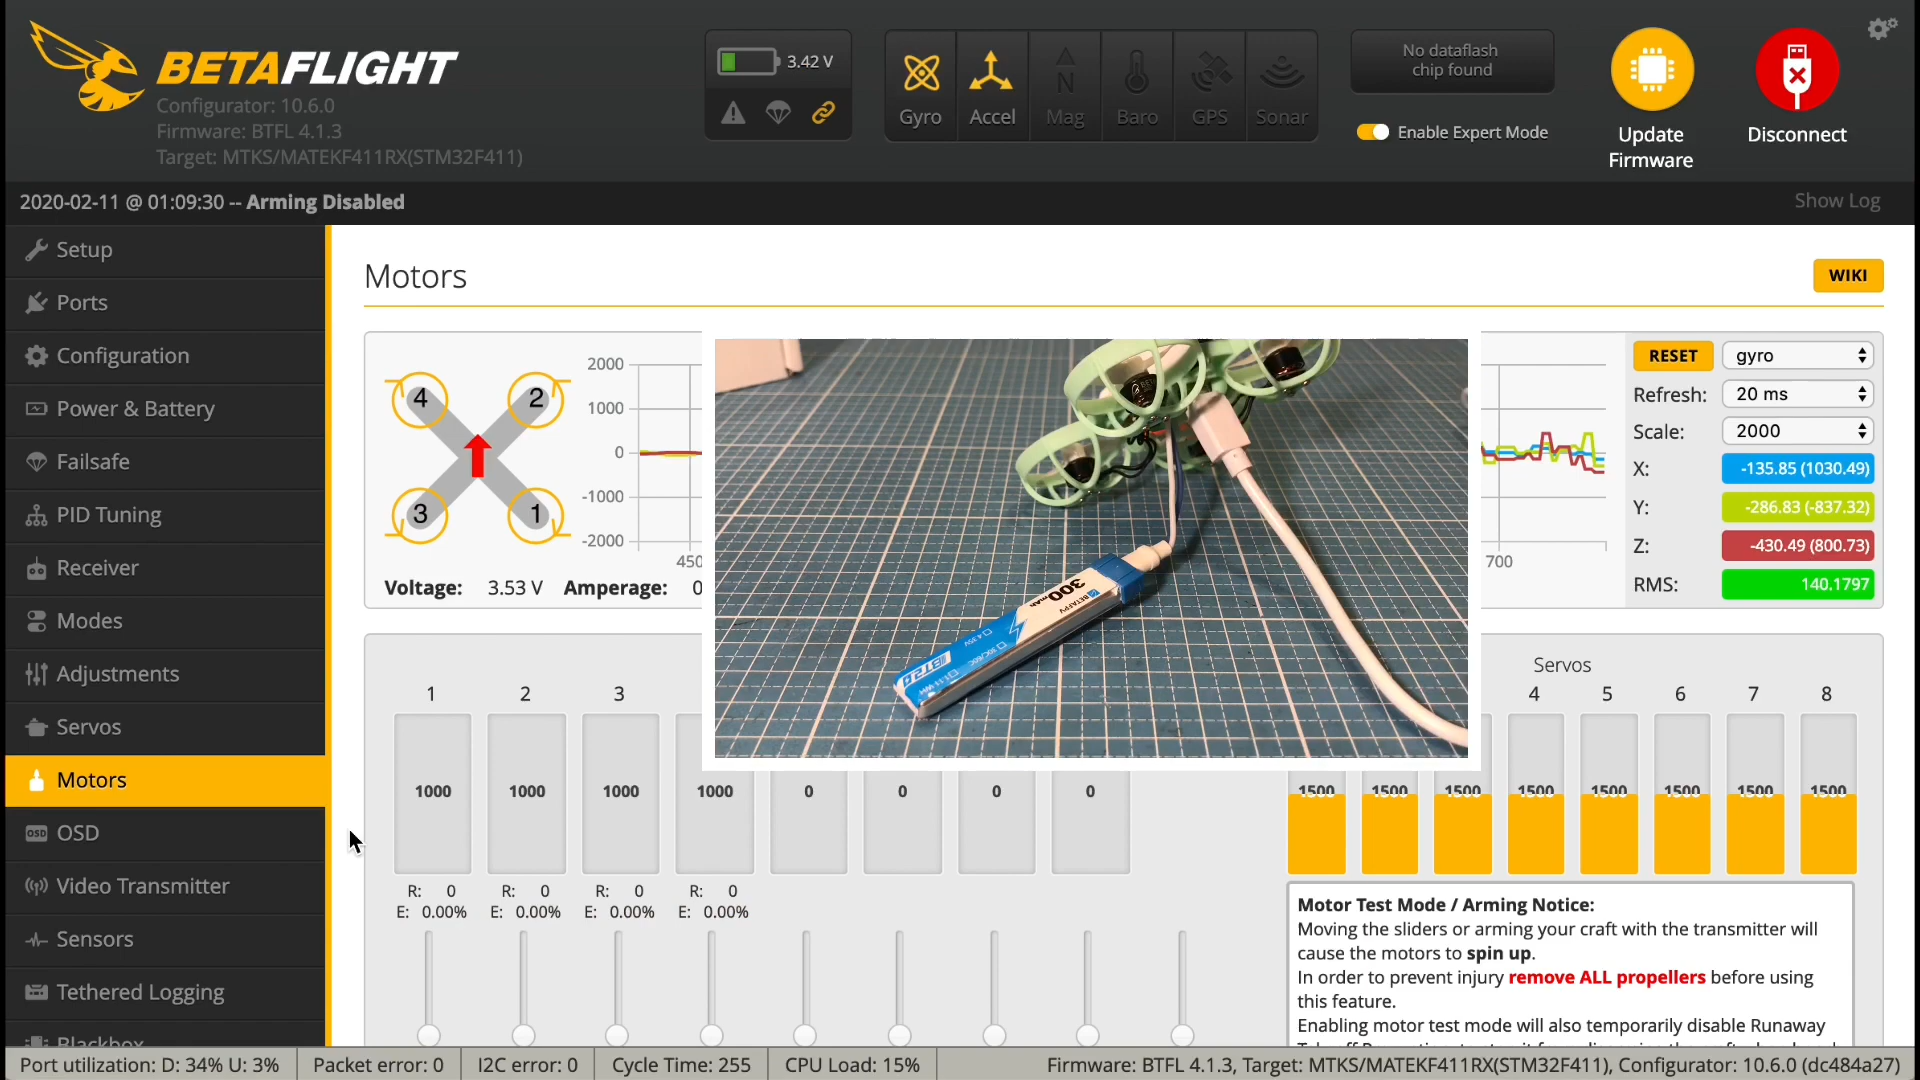 BETAFLIGHT
Configurator: 10.6.0
Firmware: BTFL 4.1.3
Target: MTKS/MATEKF411RX(STM32F411)
3.42 V
Gyro
Accel
Mag
Baro
GPS
Sonar
No dataflash
chip found
Enable Expert Mode
Update
Firmware
Disconnect
2020-02-11 @ 01:09:30 -- Arming Disabled
Show Log
Setup
Ports
Configuration
Power & Battery
Failsafe
PID Tuning
Receiver
Modes
Adjustments
Servos
Motors
OSD OSD
Video Transmitter
Sensors
Tethered Logging
Blackbox
Motors
WIKI
4 2
3 1
2000
1000
0
-1000
-2000
450
700
Voltage: 3.53 V Amperage: 0
RESET gyro
Refresh: 20 ms
Scale: 2000
X: -135.85 (1030.49)
Y: -286.83 (-837.32)
Z: -430.49 (800.73)
RMS: 140.1797
300mAh
BETAFPV
4.35V
30C/60C
BT2.0
Servos
1 2 3
4 5 6 7 8
1000 1000 1000 1000 0 0 0 0
1500 1500 1500 1500 1500 1500 1500 1500
R: 0 R: 0 R: 0 R: 0
E: 0.00% E: 0.00% E: 0.00% E: 0.00%
Motor Test Mode / Arming Notice:
Moving the sliders or arming your craft with the transmitter will
cause the motors to spin up.
In order to prevent injury remove ALL propellers before using
this feature.
Enabling motor test mode will also temporarily disable Runaway
Port utilization: D: 34% U: 3%
Packet error: 0
I2C error: 0
Cycle Time: 255
CPU Load: 15%
Firmware: BTFL 4.1.3, Target: MTKS/MATEKF411RX(STM32F411), Configurator: 10.6.0 (dc484a27)